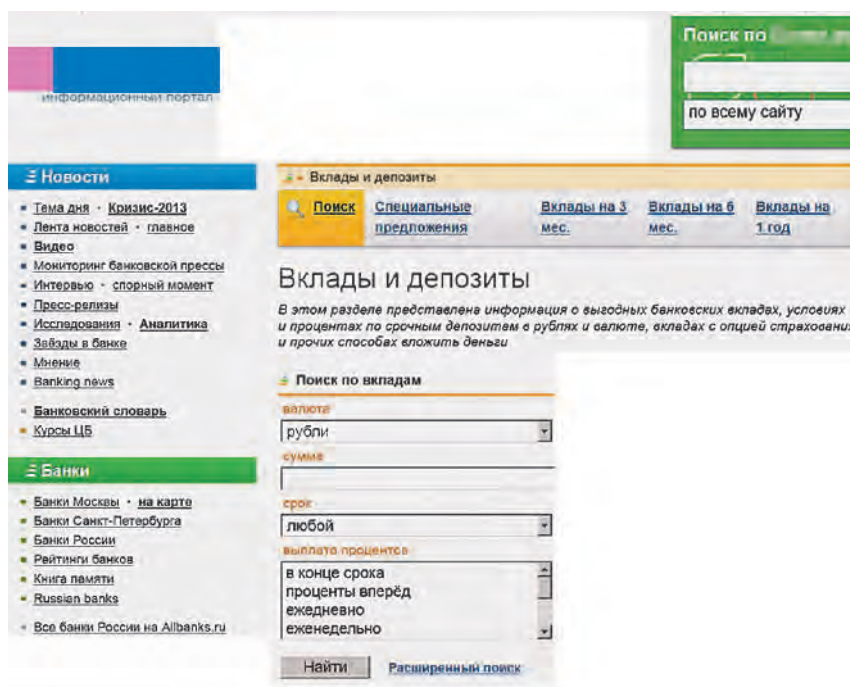 Поиск по
информационный портал
по всему сайту
Новости
Тема дня · Кризис-2013
Лента новостей · главное
Видео
Мониторинг банковской прессы
Интервью · спорный момент
Пресс-релизы
Исследования · Аналитика
Звёзды в банке
Мнение
Banking news
Банковский словарь
Курсы ЦБ
Банки
Банки Москвы · на карте
Банки Санкт-Петербурга
Банки России
Рейтинги банков
Книга памяти
Russian banks
Все банки России на Allbanks.ru
Вклады и депозиты
Поиск
Специальные предложения
Вклады на 3 мес.
Вклады на 6 мес.
Вклады на 1 год
Вклады и депозиты
В этом разделе представлена информация о выгодных банковских вкладах, условиях
и процентах по срочным депозитам в рублях и валюте, вкладах с опцией страховани
и прочих способах вложить деньги
Поиск по вкладам
валюта
рубли
сумма
срок
любой
выплата процентов
в конце срока
проценты вперёд
ежедневно
еженедельно
Найти Расширенный поиск